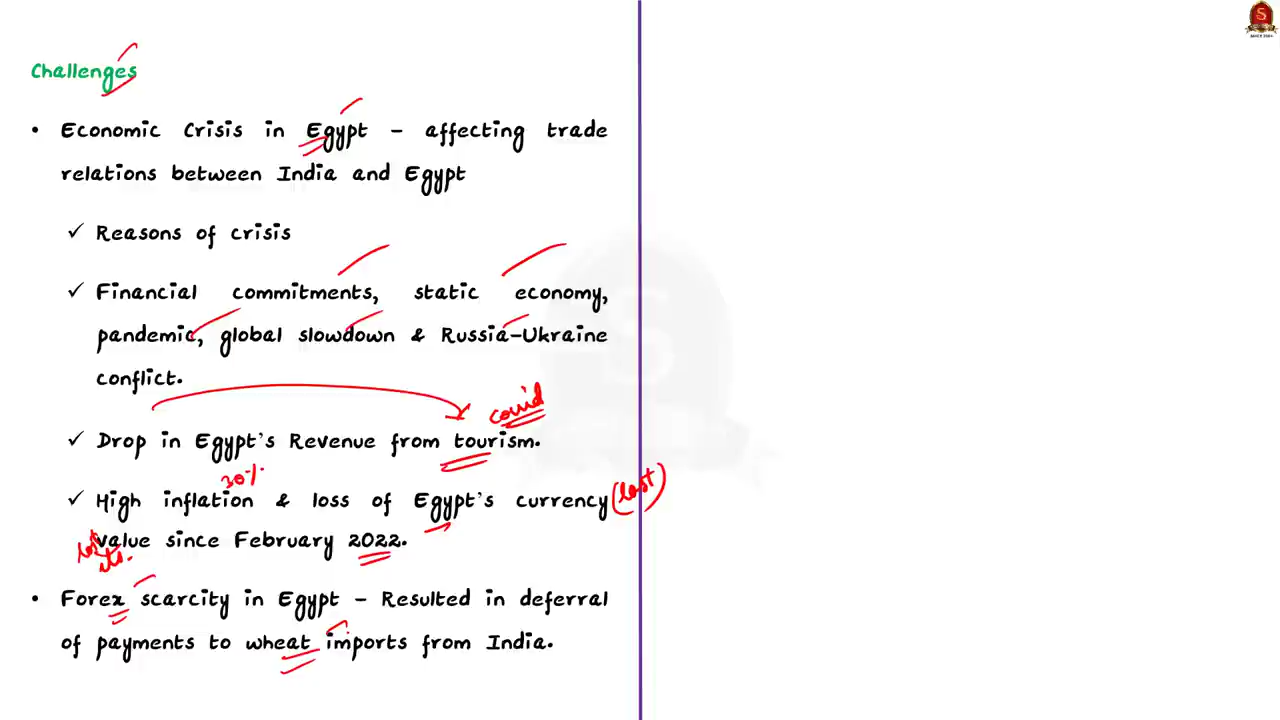 Challenges
• Economic Crisis in Egypt – affecting trade
relations between India and Egypt
✓ Reasons of crisis
✓ Financial commitments, static economy,
pandemic, global slowdown & Russia-Ukraine
conflict.
covid
✓ Drop in Egypt's Revenue from tourism.
30%
✓ High inflation & loss of Egypt's currency (lost)
value since February 2022.
• Forex scarcity in Egypt – Resulted in deferral
of payments to wheat imports from India.
S